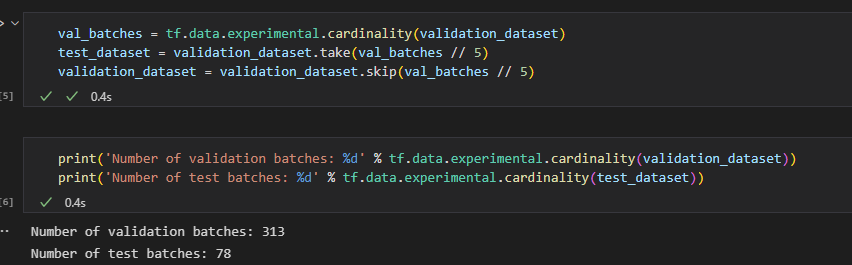 val_batches = tf.data.experimental.cardinality(validation_dataset)
test_dataset = validation_dataset.take(val_batches // 5)
validation_dataset = validation_dataset.skip(val_batches // 5)
[5] ✓ ✓ 0.4s
print('Number of validation batches: %d' % tf.data.experimental.cardinality(validation_dataset))
print('Number of test batches: %d' % tf.data.experimental.cardinality(test_dataset))
[6] ✓ 0.4s
Number of validation batches: 313
Number of test batches: 78